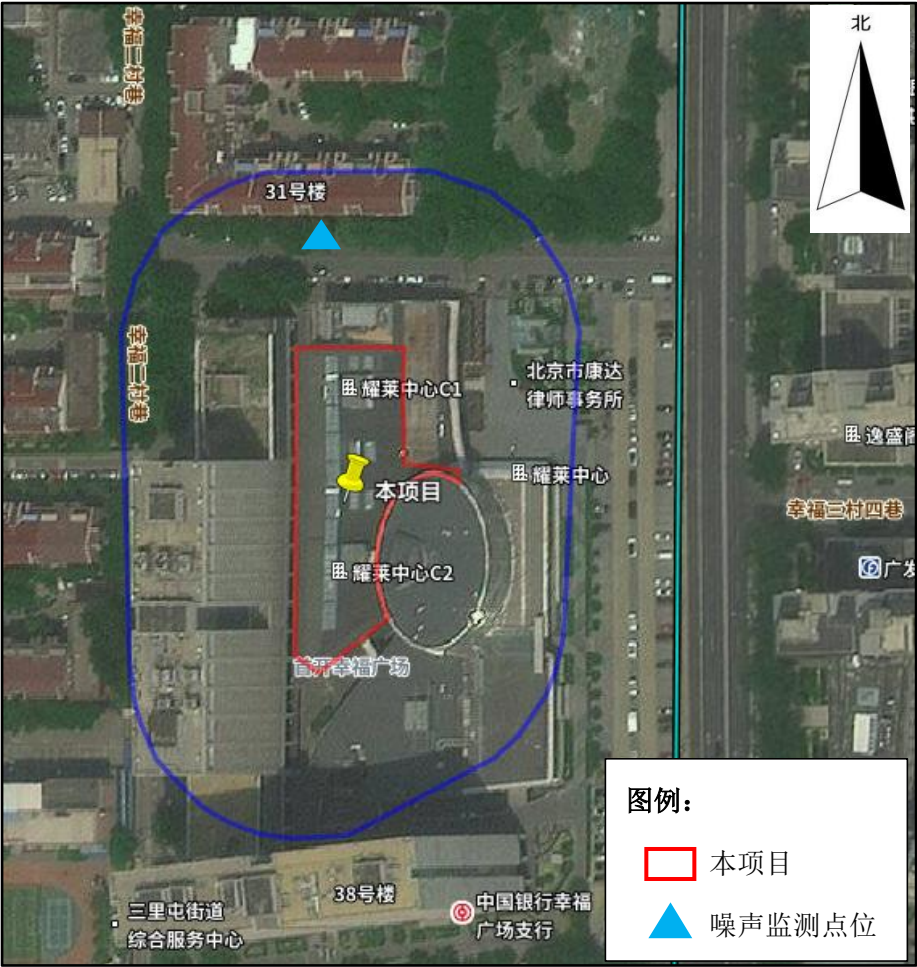 幸福二村巷
北
31号楼
幸福二村巷
耀莱中心C1
北京市康达
律师事务所
逸盛阁
耀莱中心
本项目
幸福三村四巷
耀莱中心C2
广发
首开幸福广场
图例：
本项目
噪声监测点位
38号楼
三里屯街道
综合服务中心
中国银行幸福
广场支行